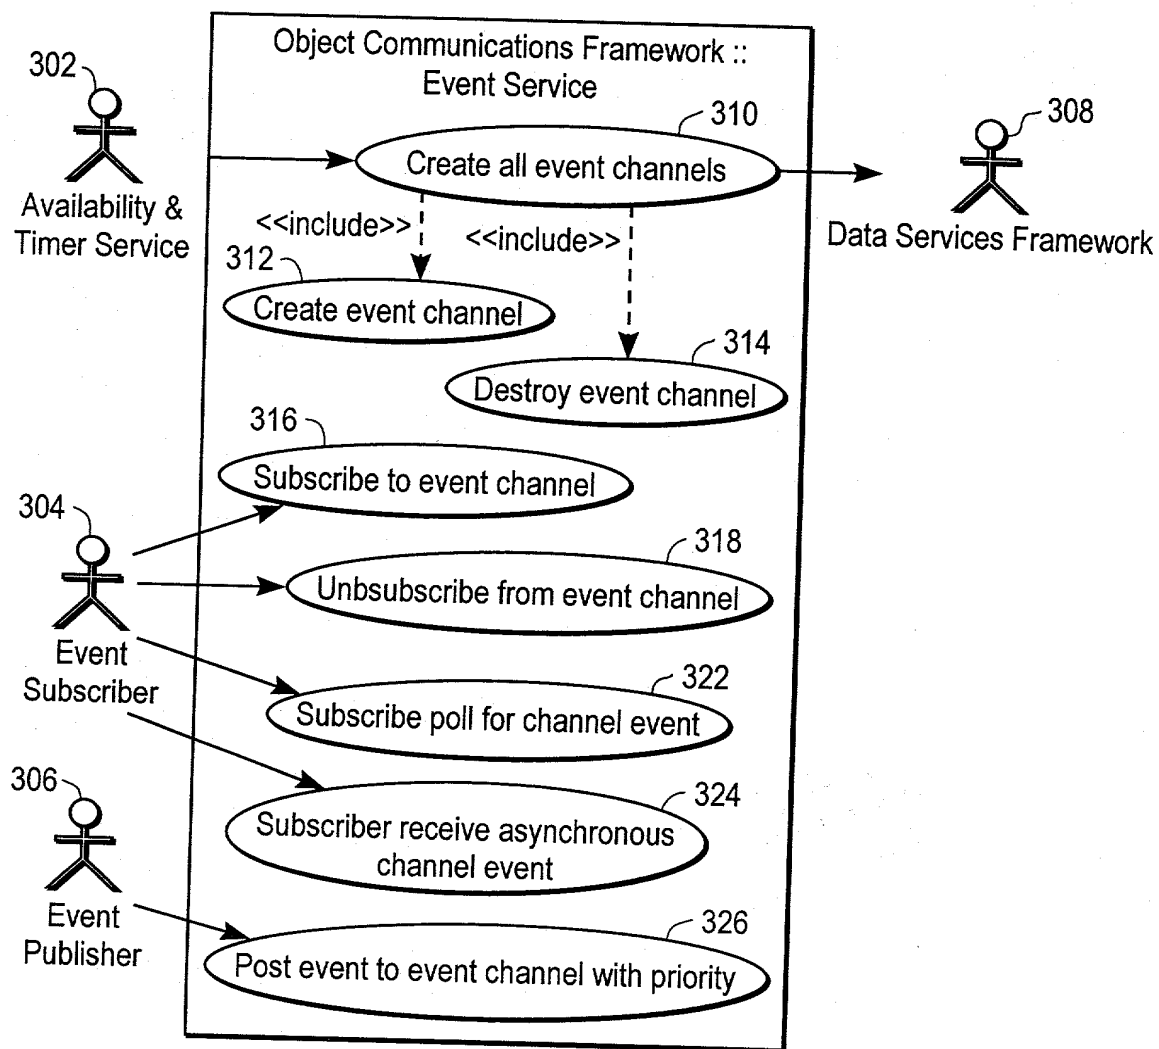 Object Communications Framework ::
Event Service
302
310
308
Create all event channels
Availability &
Timer Service
<<include>>
<<include>>
Data Services Framework
312
Create event channel
314
Destroy event channel
316
Subscribe to event channel
304
318
Unbsubscribe from event channel
Event
Subscriber
322
Subscribe poll for channel event
306
324
Subscriber receive asynchronous
channel event
Event
Publisher
326
Post event to event channel with priority